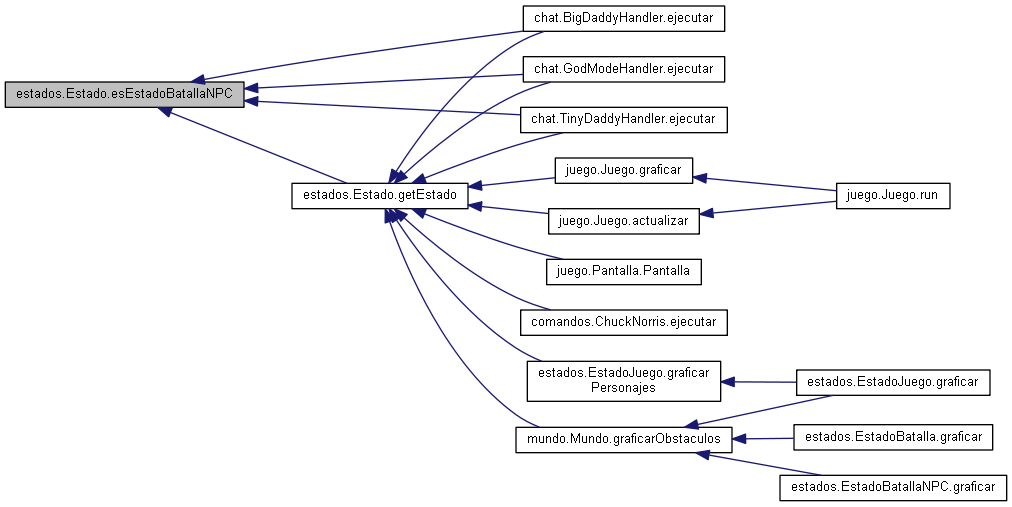 chat.BigDaddyHandler.ejecutar
chat.GodModeHandler.ejecutar
estados.Estado.esEstadoBatallaNPC
chat.TinyDaddyHandler.ejecutar
juego.Juego.graficar
estados.Estado.getEstado
juego.Juego.run
juego.Juego.actualizar
juego.Pantalla.Pantalla
comandos.ChuckNorris.ejecutar
estados.EstadoJuego.graficar
Personajes
estados.EstadoJuego.graficar
mundo.Mundo.graficarObstaculos
estados.EstadoBatalla.graficar
estados.EstadoBatallaNPC.graficar